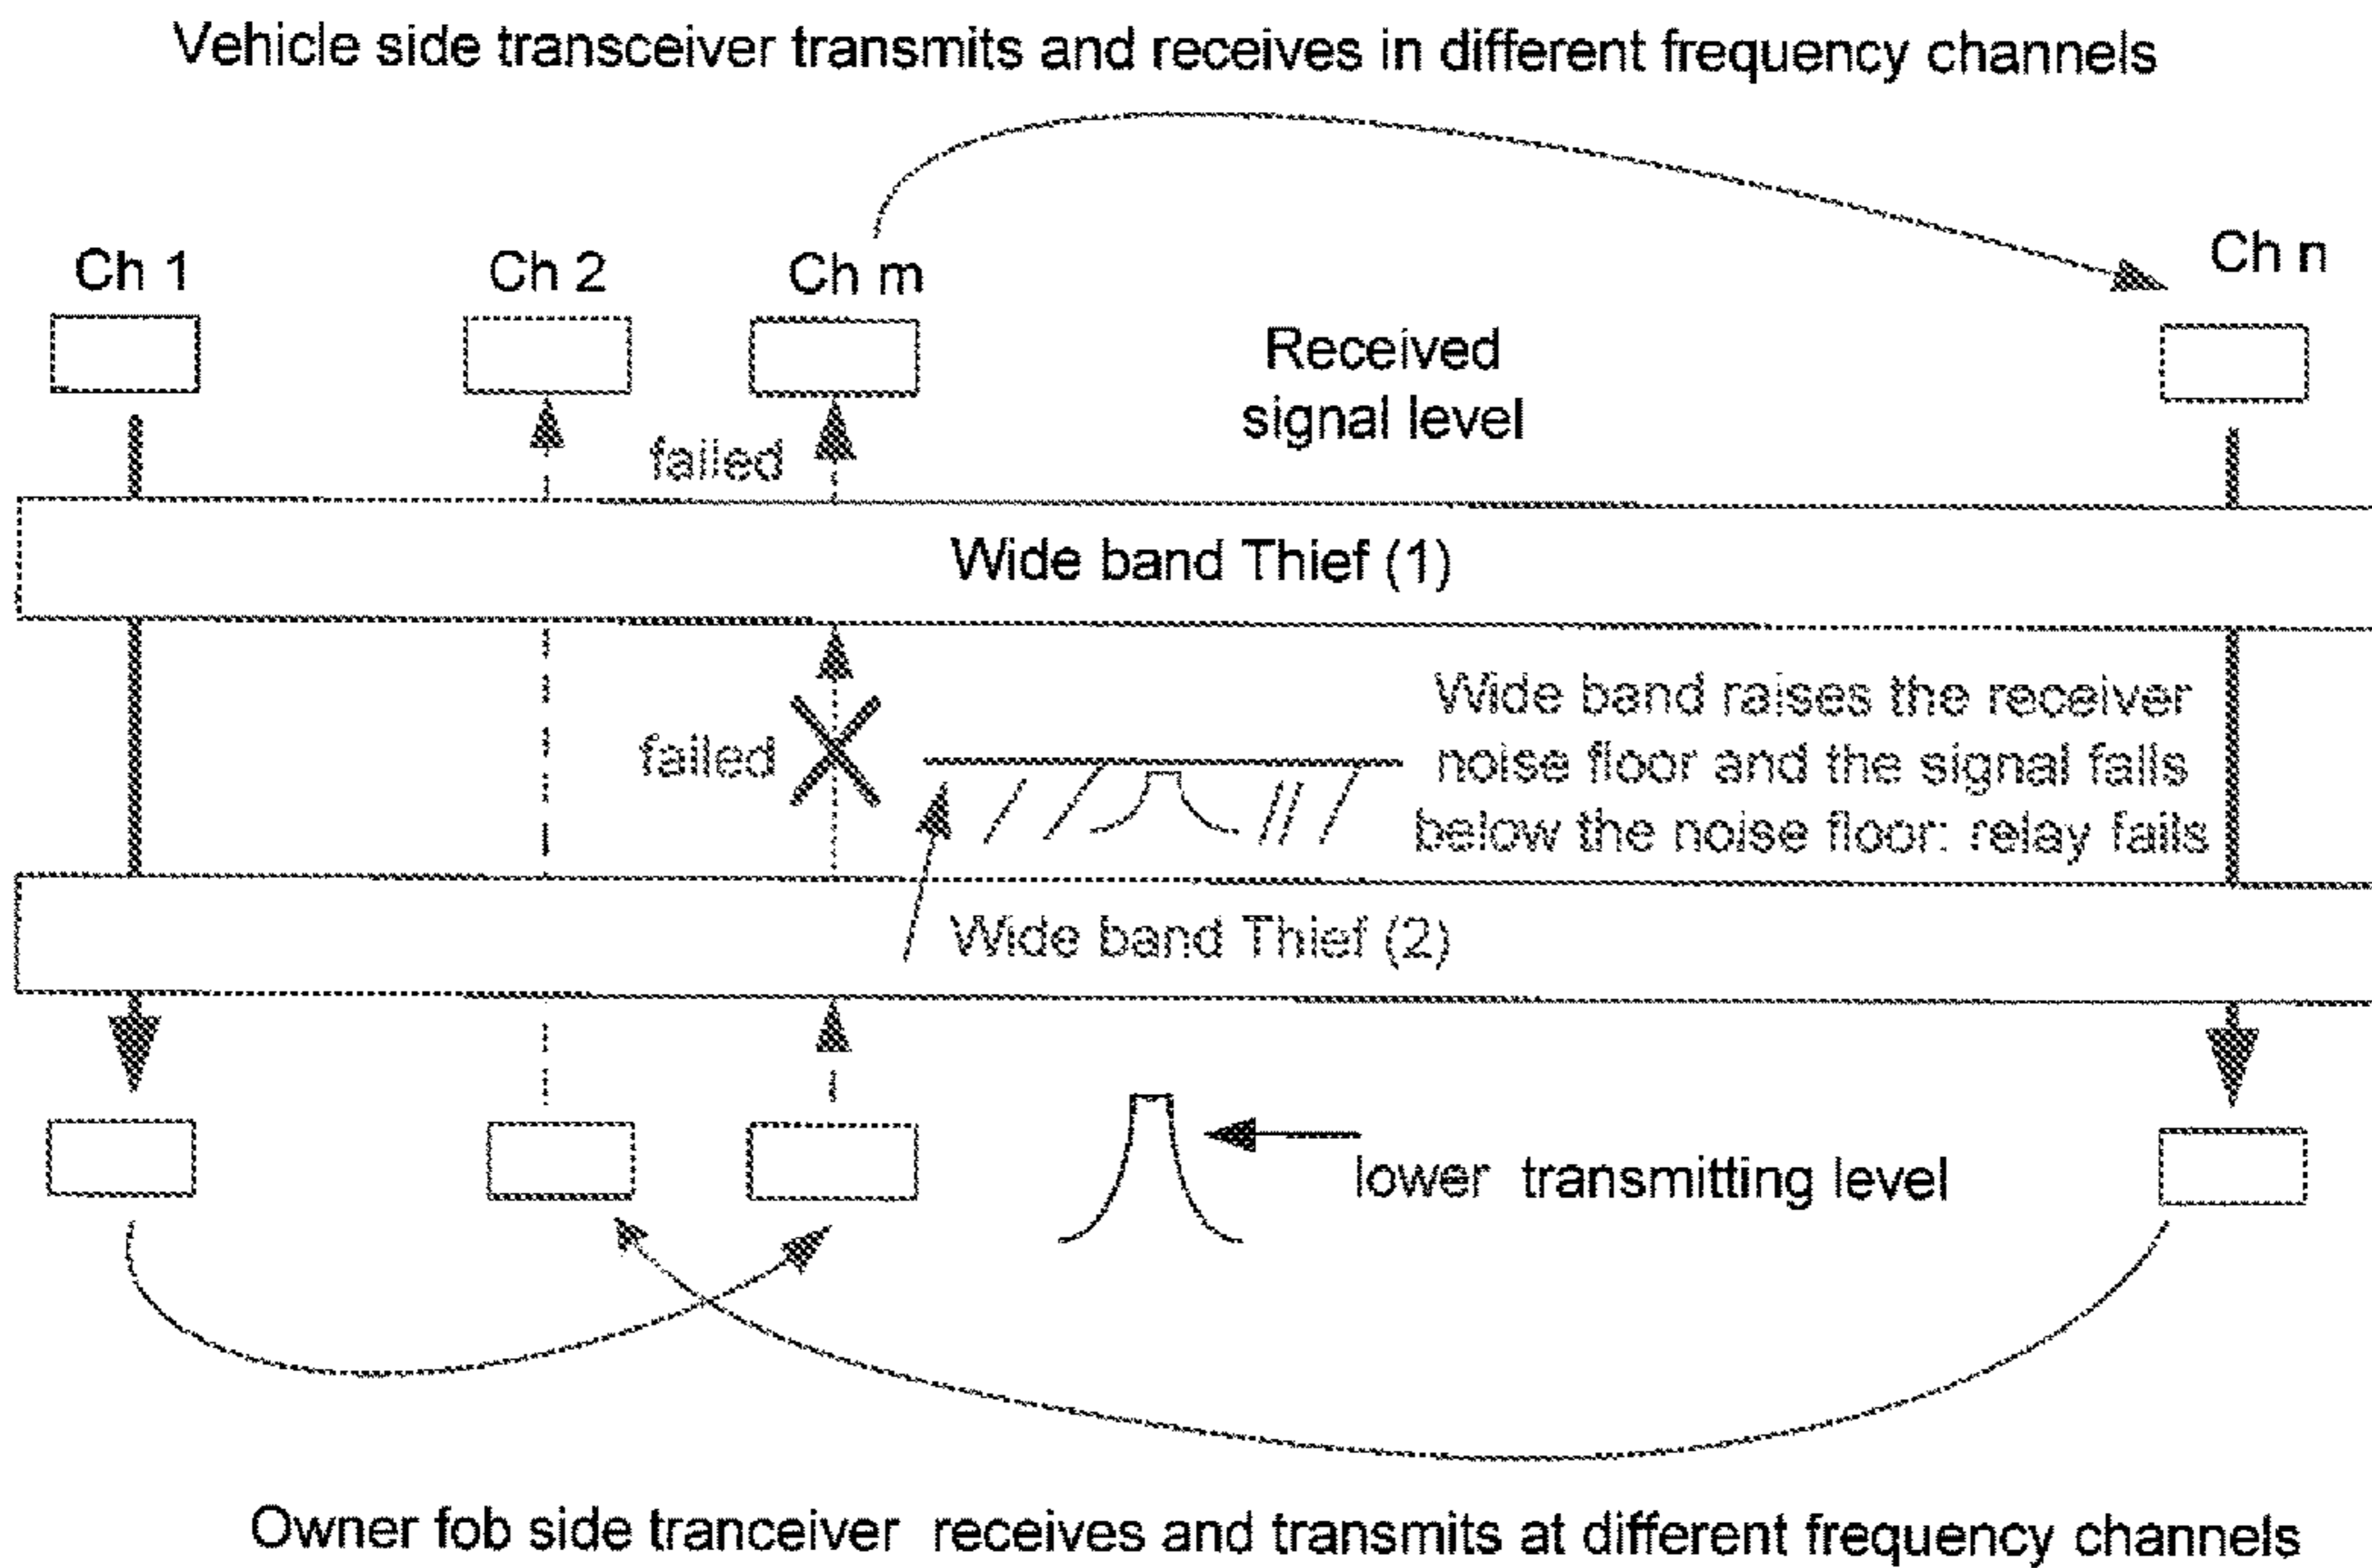 Vehicle side transceiver transmits and receives in different frequency channels
Ch 1
Ch 2
Ch m
Ch n
Received
signal level
failed
Wide band Thief (1)
Wide band raises the receiver
noise floor and the signal falls
below the noise floor: relay fails
failed
Wide band Thief (2)
lower transmitting level
Owner fob side tranceiver receives and transmits at different frequency channels